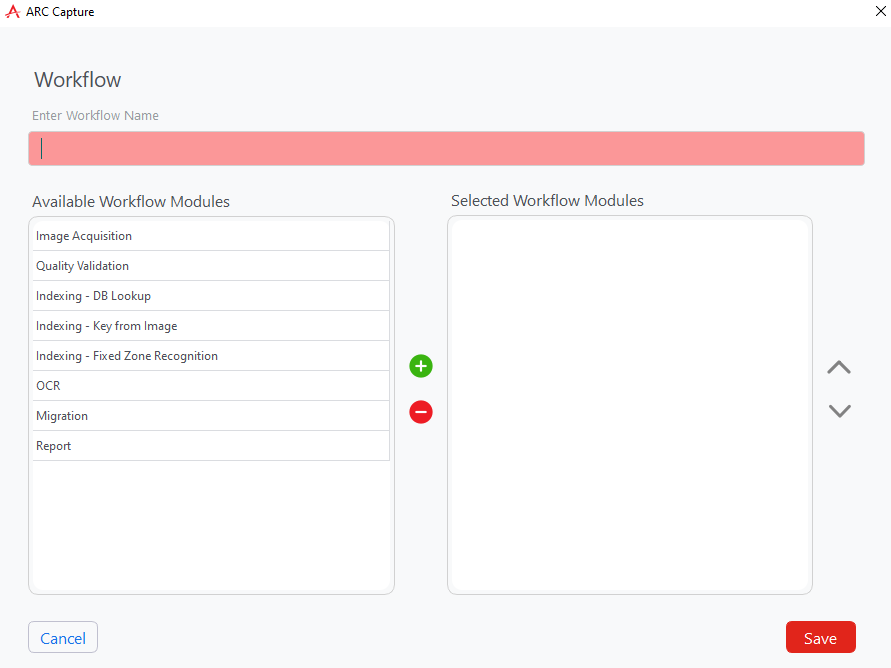 ARC Capture
Workflow
Enter Workflow Name
Available Workflow Modules
Image Acquisition
Quality Validation
Indexing - DB Lookup
Indexing - Key from Image
Indexing - Fixed Zone Recognition
OCR
Migration
Report
Selected Workflow Modules
Cancel
Save